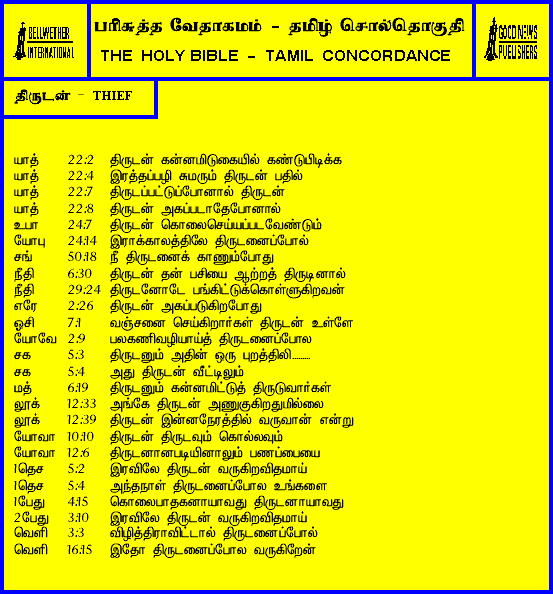 BELLWETHER
INTERNATIONAL
பரிசுத்த வேதாகமம் - தமிழ் சொல்தொகுதி
THE HOLY BIBLE - TAMIL CONCORDANCE
GOOD NEWS
PUBLISHERS
திருடன் - THIEF
யாத் 22:2 திருடன் கன்னமிடுகையில் கண்டுபிடிக்க
யாத் 22:4 இரத்தப்பழி சுமரும் திருடன் பதில்
யாத் 22:7 திருடப்பட்டுப்போனால் திருடன்
யாத் 22:8 திருடன் அகப்படாதேபோனால்
உபா 24:7 திருடன் கொலைசெய்யப்படவேண்டும்
யோபு 24:14 இராக்காலத்திலே திருடனைப்போல்
சங் 50:18 நீ திருடனைக் காணும்போது
நீதி 6:30 திருடன் தன் பசியை ஆற்றத் திருடினால்
நீதி 29:24 திருடனோடே பங்கிட்டுக்கொள்ளுகிறவன்
எரே 2:26 திருடன் அகப்படுகிறபோது
ஓசி 7:1 வஞ்சனை செய்கிறார்கள் திருடன் உள்ளே
யோவே 2:9 பலகணிவழியாய்த் திருடனைப்போல
சக 5:3 திருடனும் அதின் ஒரு புறத்திலி.........
சக 5:4 அது திருடன் வீட்டிலும்
மத் 6:19 திருடனும் கன்னமிட்டுத் திருடுவார்கள்
லூக் 12:33 அங்கே திருடன் அணுகுகிறதுமில்லை
லூக் 12:39 திருடன் இன்னநேரத்தில் வருவான் என்று
யோவா 10:10 திருடன் திருடவும் கொல்லவும்
யோவா 12:6 திருடனானபடியினாலும் பணப்பையை
1தெச 5:2 இரவிலே திருடன் வருகிறவிதமாய்
1தெச 5:4 அந்தநாள் திருடனைப்போல உங்களை
1பேது 4:15 கொலைபாதகனாயாவது திருடனாயாவது
2பேது 3:10 இரவிலே திருடன் வருகிறவிதமாய்
வெளி 3:3 விழித்திராவிட்டால் திருடனைப்போல்
வெளி 16:15 இதோ திருடனைப்போல வருகிறேன்